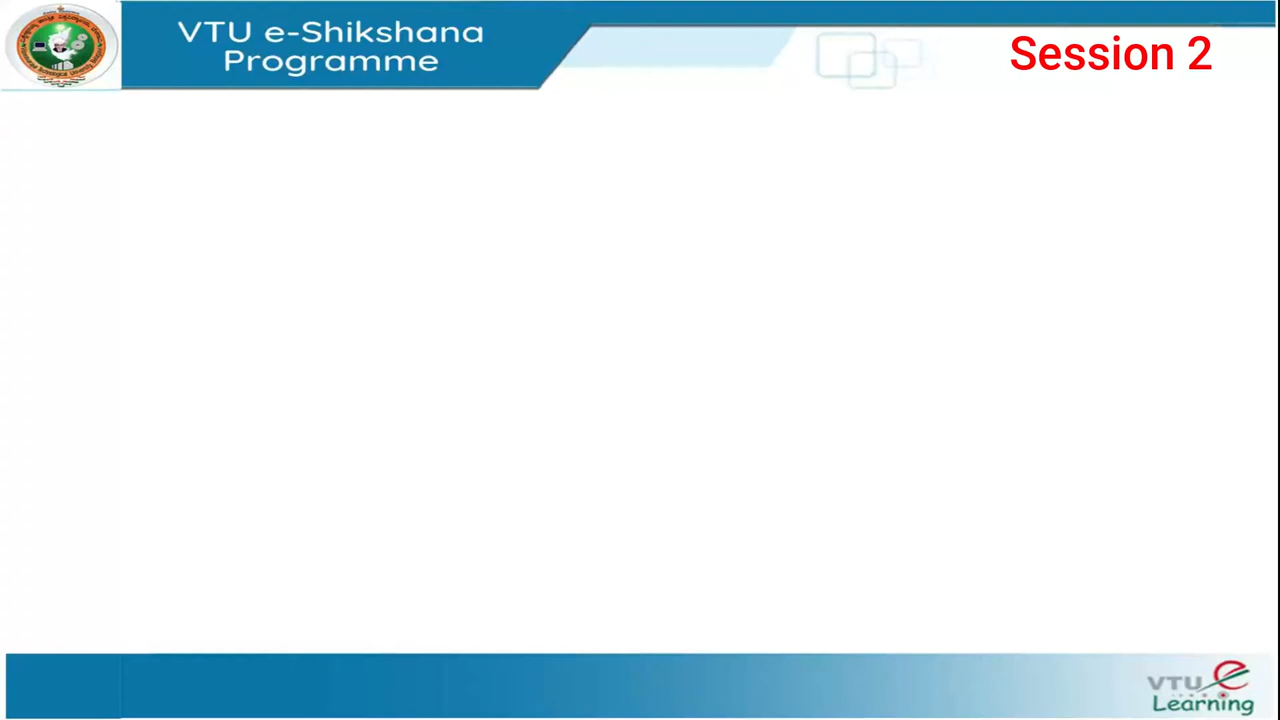 VTU e-Shikshana
Programme
Session 2
VTU e
Learning